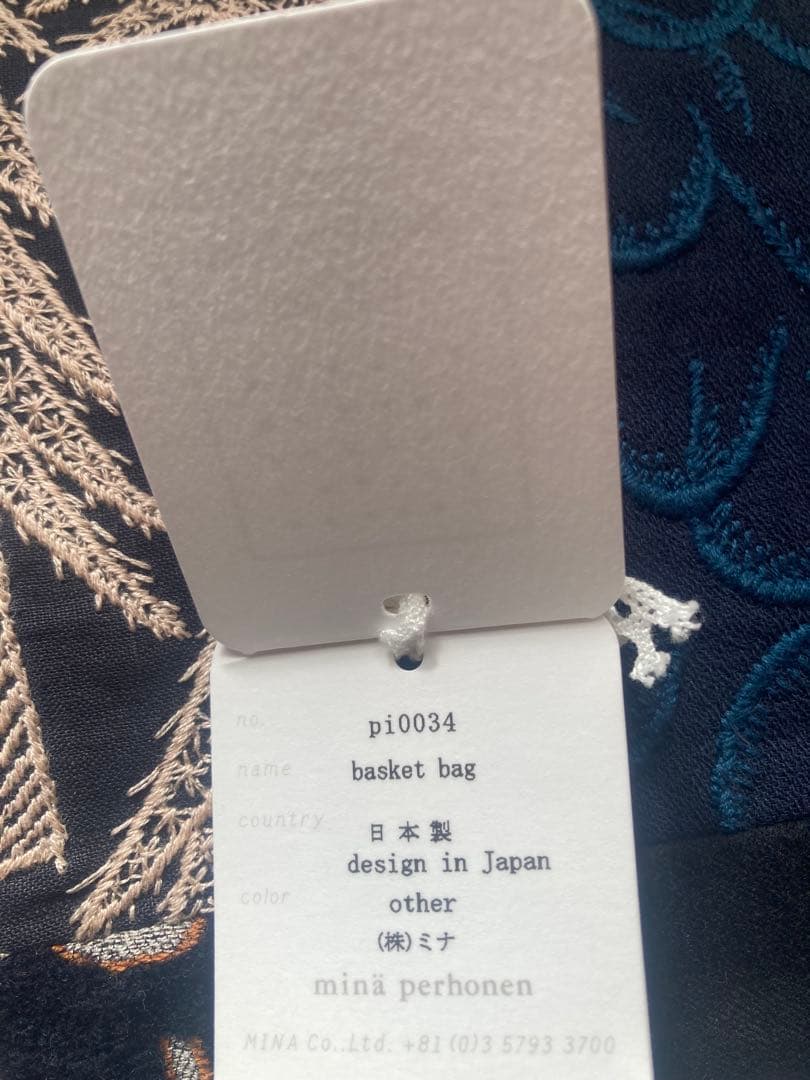 no. pi0034
name basket bag
country 日本製
design in Japan
color other
(株)ミナ
minä perhonen
MINA Co.,Ltd. +81(0)3 5793 3700